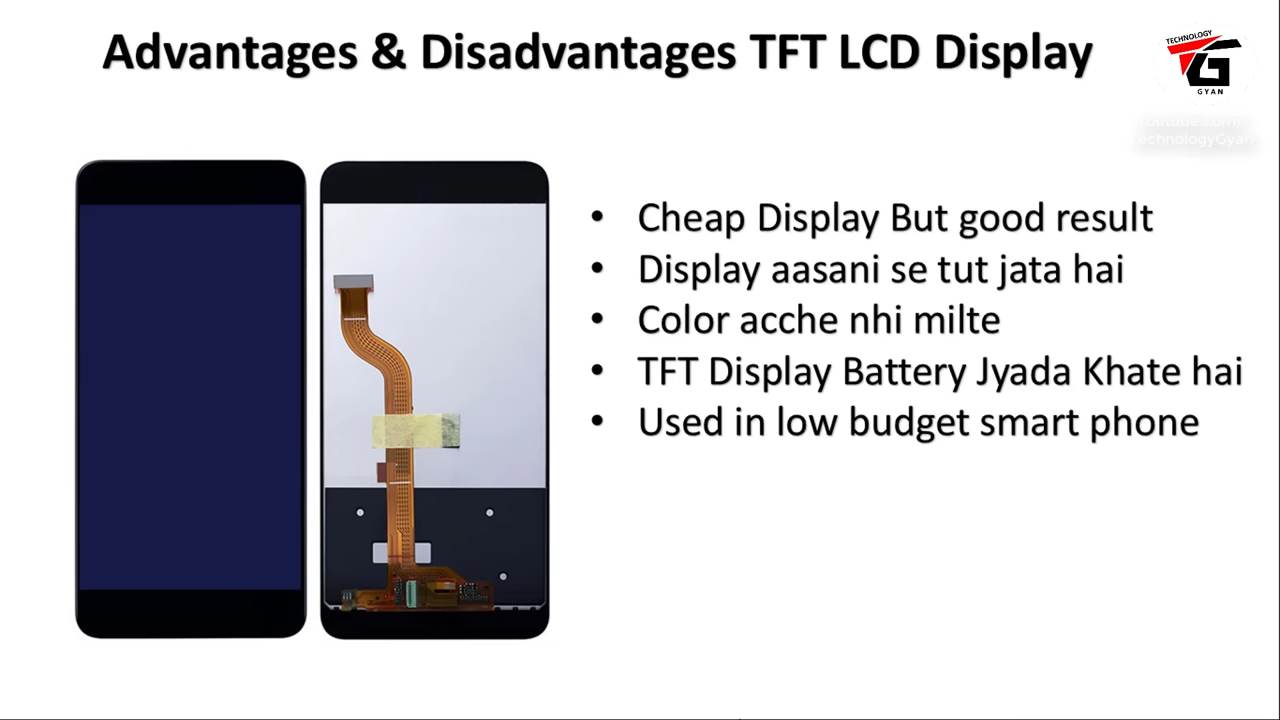 Advantages & Disadvantages TFT LCD Display
TECHNOLOGY
GYAN
• Cheap Display But good result
• Display aasani se tut jata hai
• Color acche nhi milte
• TFT Display Battery Jyada Khate hai
• Used in low budget smart phone